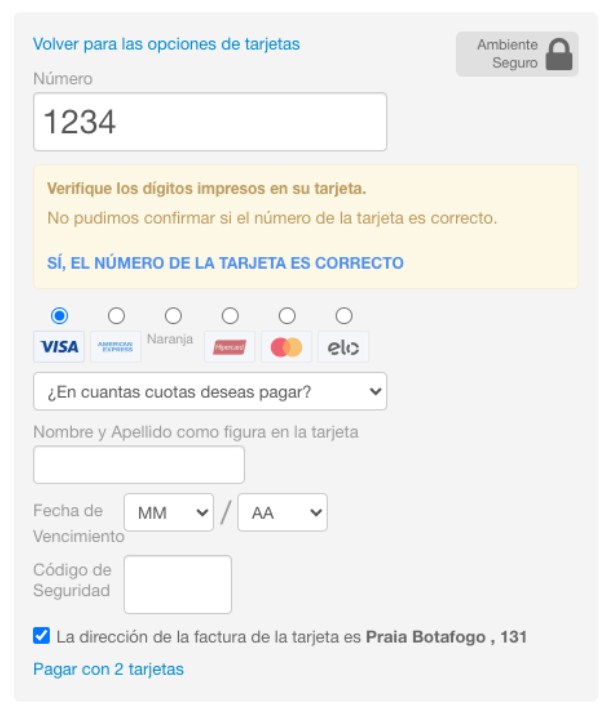 Volver para las opciones de tarjetas
Ambiente
Seguro
Número
1234
Verifique los dígitos impresos en su tarjeta.
No pudimos confirmar si el número de la tarjeta es correcto.
SÍ, EL NÚMERO DE LA TARJETA ES CORRECTO
VISA AMERICAN EXPRESS Naranja Hipercard elo
¿En cuantas cuotas deseas pagar?
Nombre y Apellido como figura en la tarjeta
Fecha de
Vencimiento
MM / AA
Código de
Seguridad
La dirección de la factura de la tarjeta es Praia Botafogo , 131
Pagar con 2 tarjetas